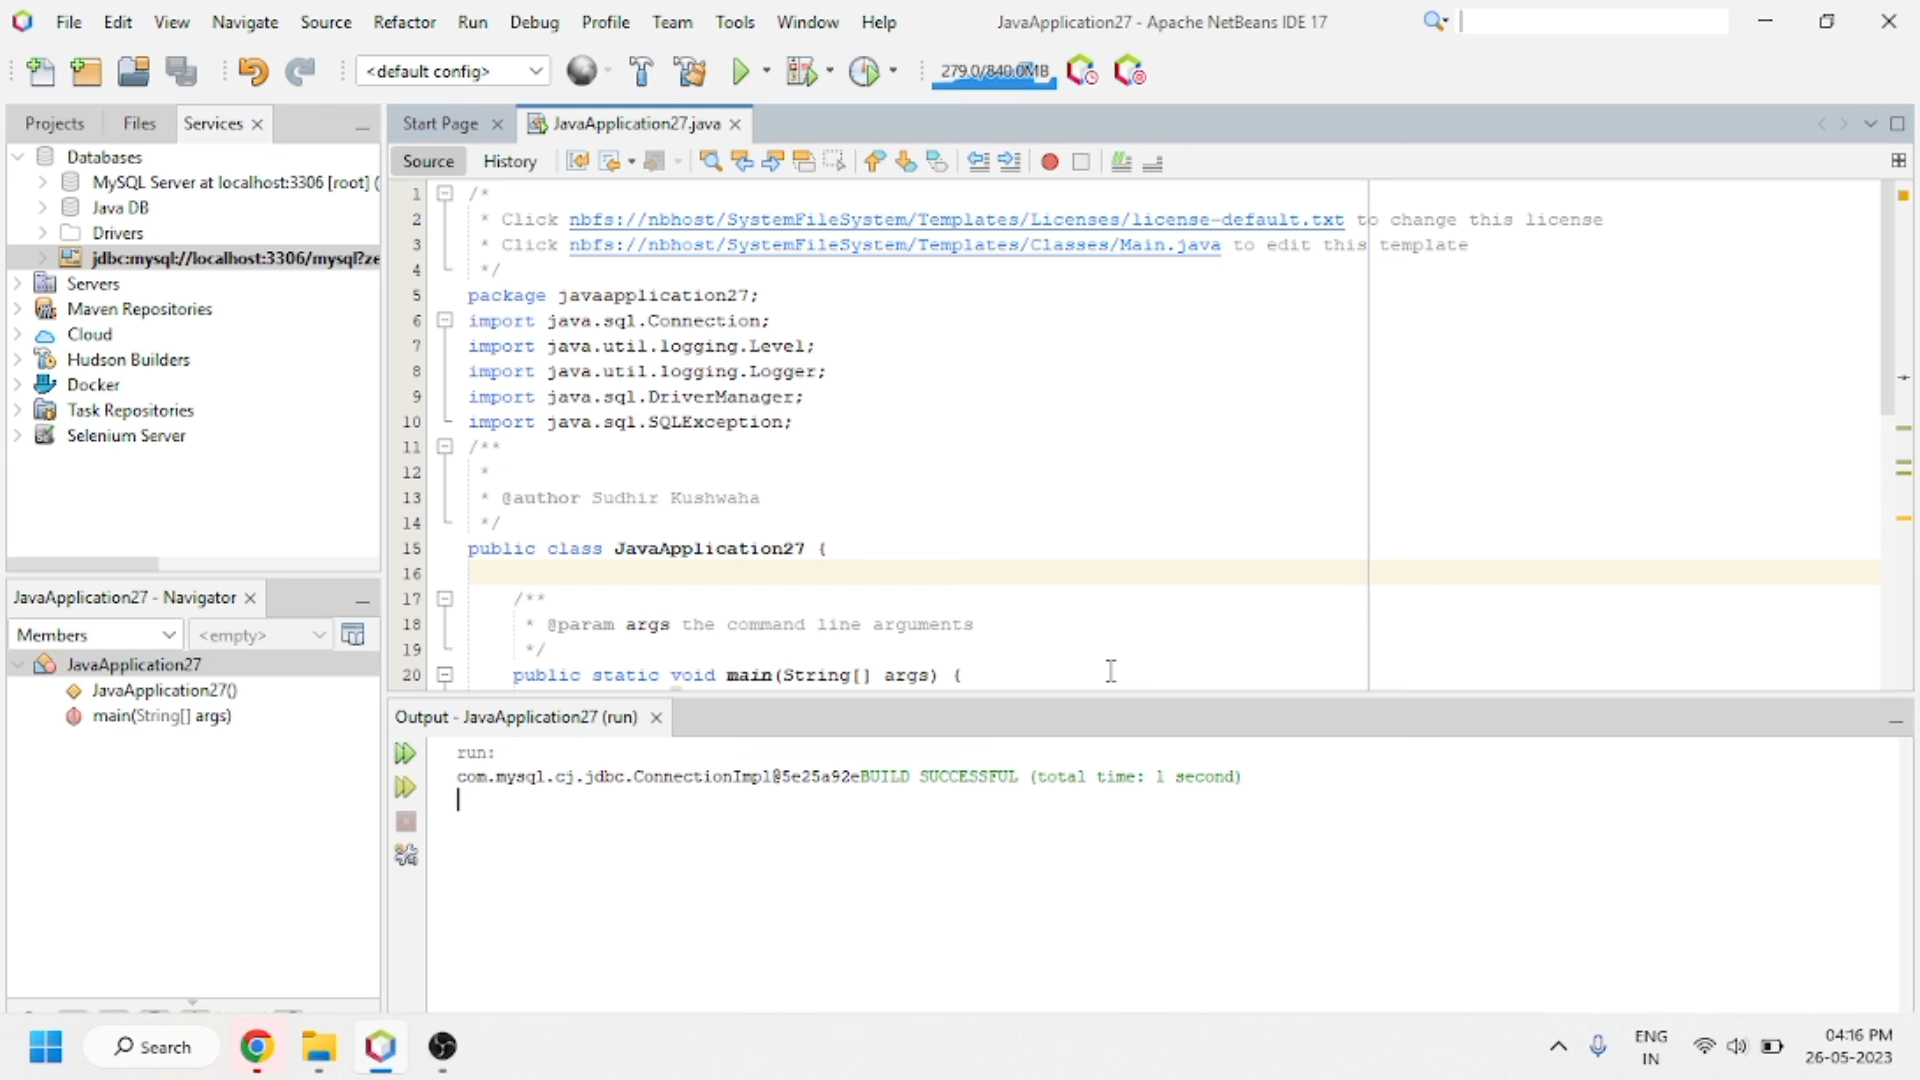 File Edit View Navigate Source Refactor Run Debug Profile Team Tools Window Help JavaApplication27 - Apache NetBeans IDE 17
<default config> 279.0/840.0MB
Projects Files Services Start Page JavaApplication27.java
Source History
Databases
MySQL Server at localhost:3306 [root] (
Java DB
Drivers
jdbc:mysql://localhost:3306/mysql?ze
Servers
Maven Repositories
Cloud
Hudson Builders
Docker
Task Repositories
Selenium Server
1 /*
2 * Click nbfs://nbhost/SystemFileSystem/Templates/Licenses/license-default.txt to change this license
3 * Click nbfs://nbhost/SystemFileSystem/Templates/Classes/Main.java to edit this template
4 */
5 package javaapplication27;
6 import java.sql.Connection;
7 import java.util.logging.Level;
8 import java.util.logging.Logger;
9 import java.sql.DriverManager;
10 import java.sql.SQLException;
11 /**
12 *
13 * @author Sudhir Kushwaha
14 */
15 public class JavaApplication27 {
16
17 /**
18 * @param args the command line arguments
19 */
20 public static void main(String[] args) {
JavaApplication27 - Navigator
Members <empty>
JavaApplication27
JavaApplication27()
main(String[] args)
Output - JavaApplication27 (run)
run:
com.mysql.cj.jdbc.ConnectionImpl@5e25a92eBUILD SUCCESSFUL (total time: 1 second)
Search
ENG
IN
04:16 PM
26-05-2023